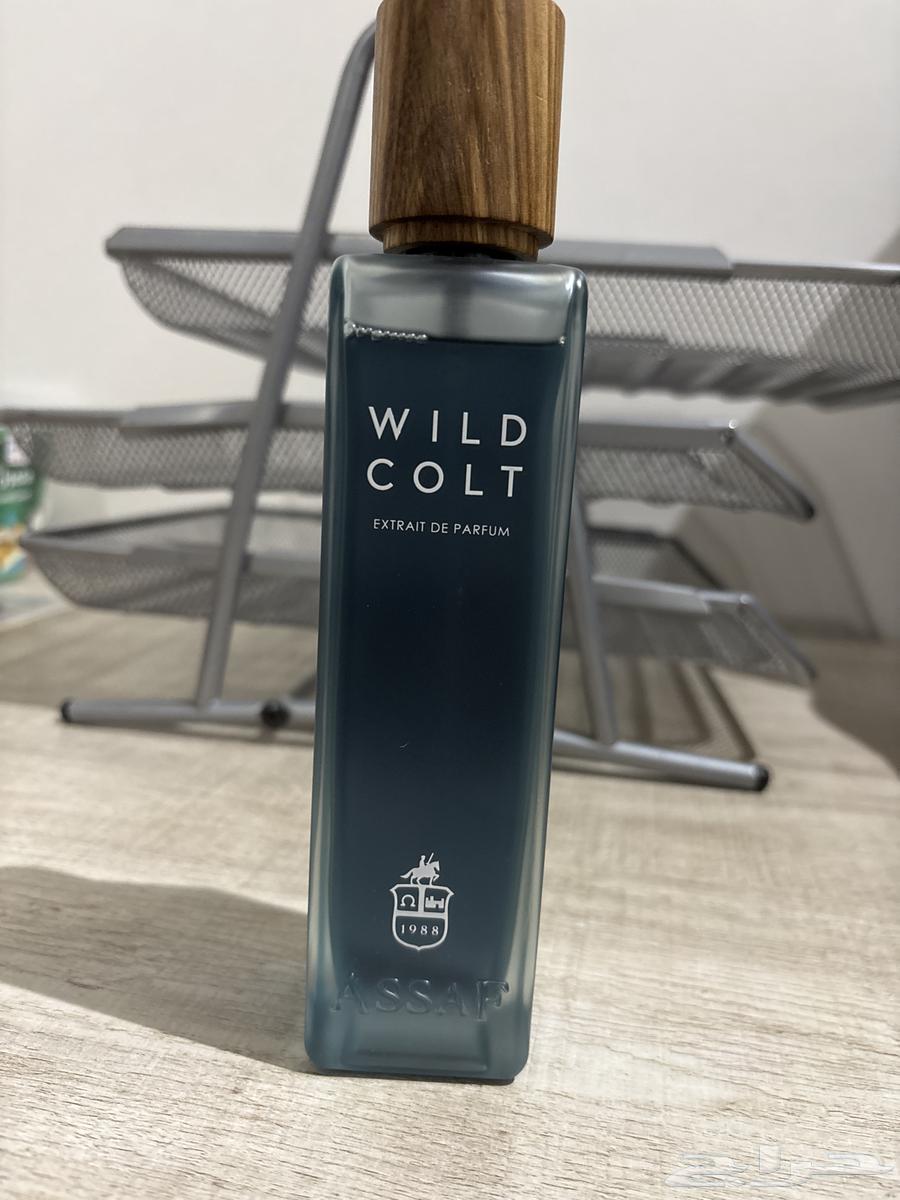 WILD
COLT
EXTRAIT DE PARFUM
Ω
1988
ASSAF
حراج